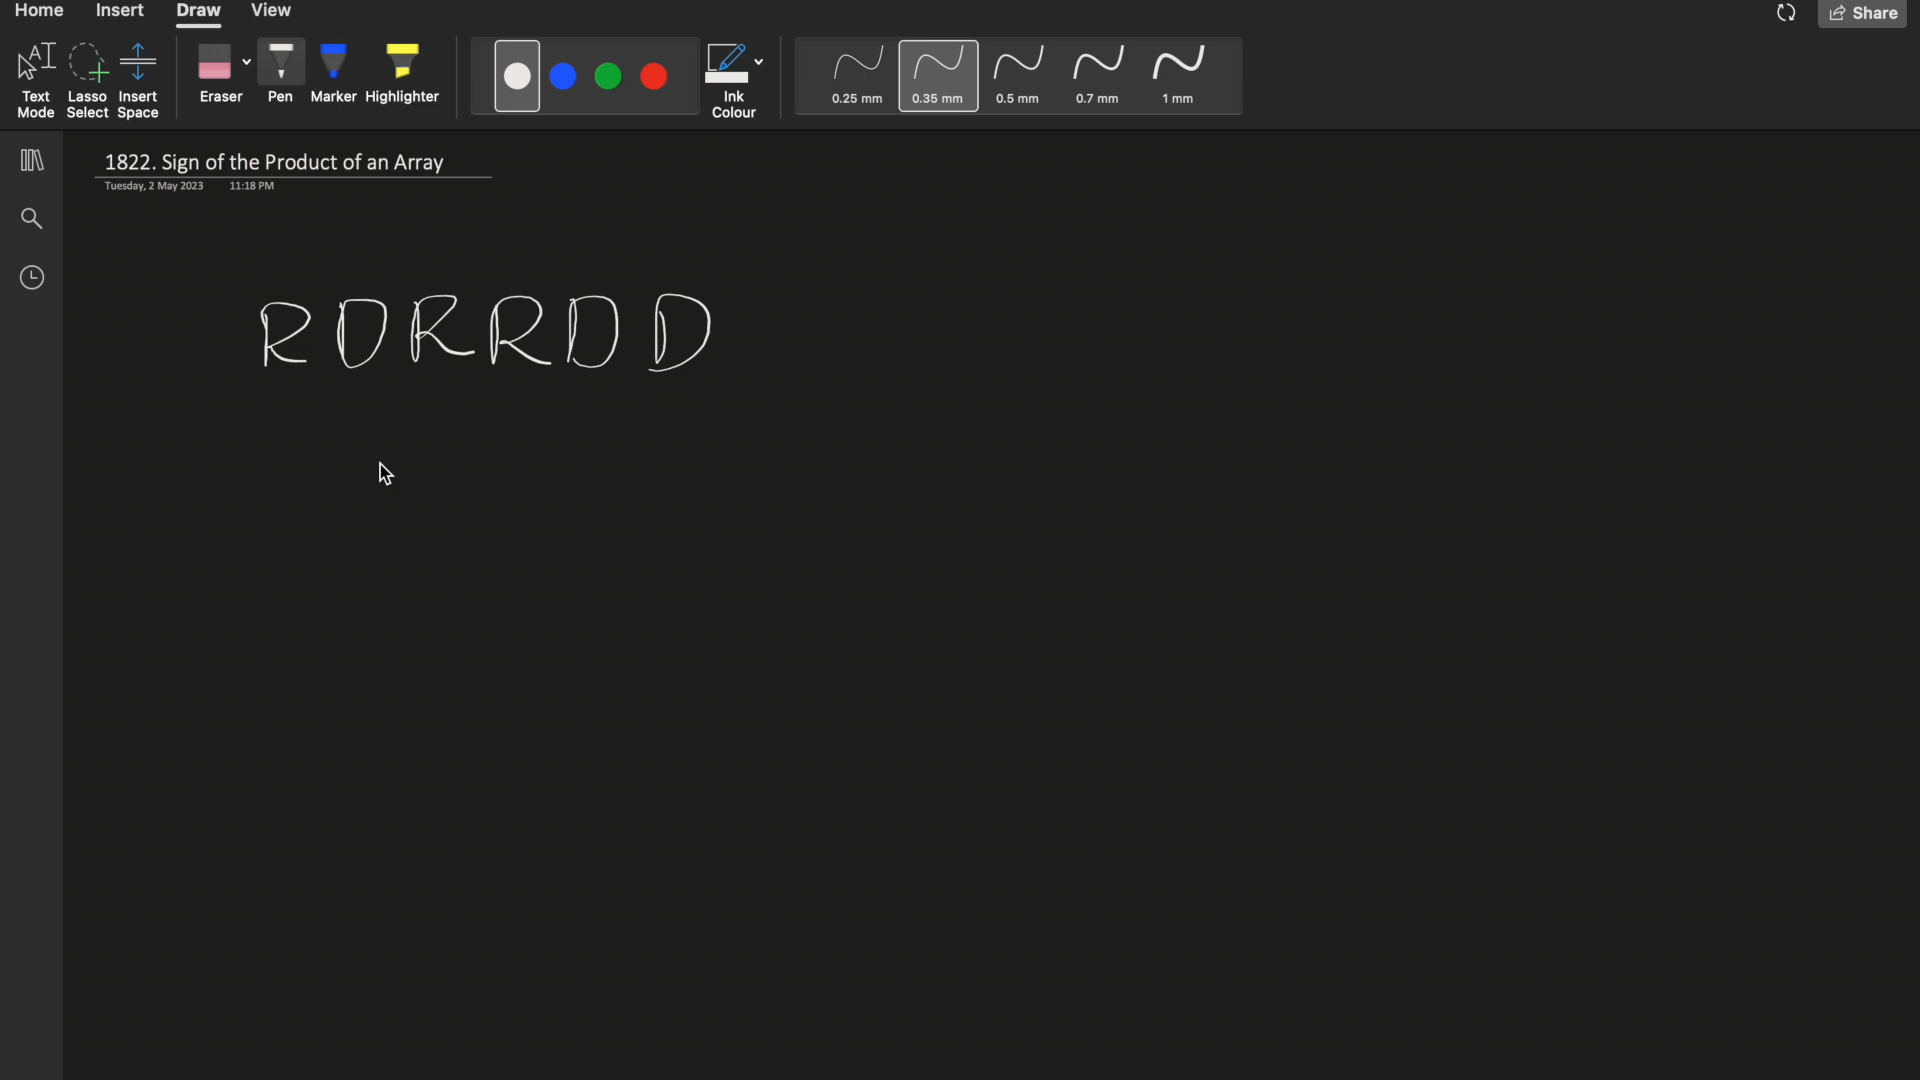 Home Insert Draw View Share
Text Mode Lasso Select Insert Space Eraser Pen Marker Highlighter Ink Colour 0.25 mm 0.35 mm 0.5 mm 0.7 mm 1 mm
1822. Sign of the Product of an Array
Tuesday, 2 May 2023 11:18 PM
R D R R D D